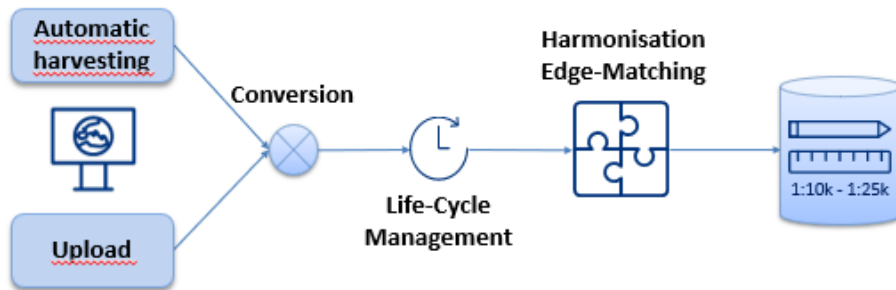 Automatic
harvesting
Upload
Conversion
Life-Cycle
Management
Harmonisation
Edge-Matching
1:10k - 1:25k